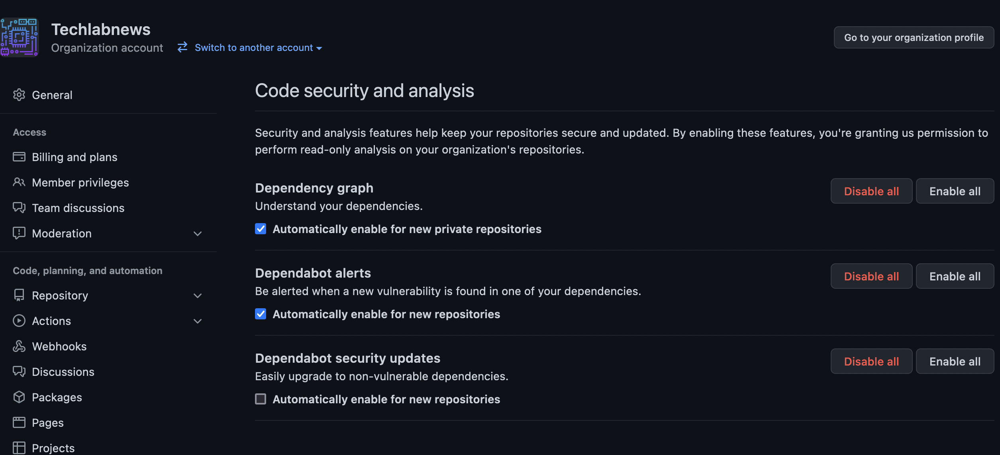 Techlabnews
Organization account
Switch to another account
Go to your organization profile
General
Access
Billing and plans
Member privileges
Team discussions
Moderation
Code, planning, and automation
Repository
Actions
Webhooks
Discussions
Packages
Pages
Projects
Code security and analysis
Security and analysis features help keep your repositories secure and updated. By enabling these features, you're granting us permission to
perform read-only analysis on your organization's repositories.
Dependency graph
Disable all
Enable all
Understand your dependencies.
Automatically enable for new private repositories
Dependabot alerts
Disable all
Enable all
Be alerted when a new vulnerability is found in one of your dependencies.
Automatically enable for new repositories
Dependabot security updates
Disable all
Enable all
Easily upgrade to non-vulnerable dependencies.
Automatically enable for new repositories